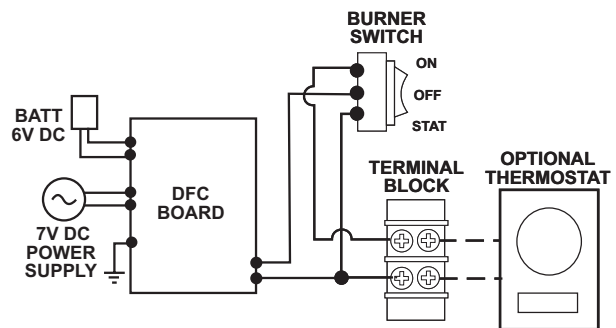 BURNER
SWITCH
ON
OFF
STAT
BATT
6V DC
DFC
BOARD
7V DC
POWER
SUPPLY
TERMINAL
BLOCK
OPTIONAL
THERMOSTAT